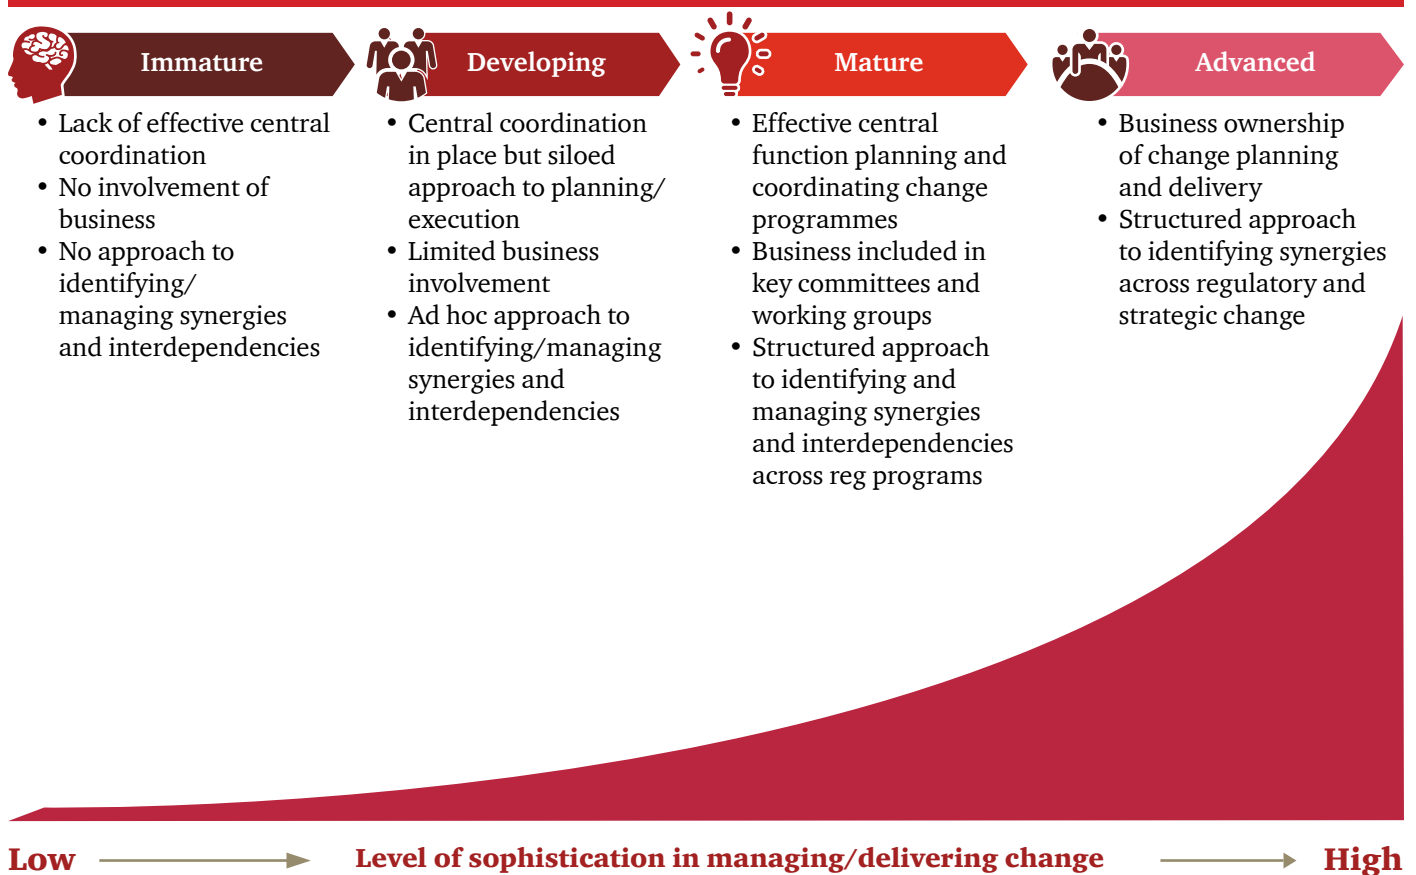 Immature
• Lack of effective central
coordination
• No involvement of
business
• No approach to
identifying/
managing synergies
and interdependencies
Developing
• Central coordination
in place but siloed
approach to planning/
execution
• Limited business
involvement
• Ad hoc approach to
identifying/managing
synergies and
interdependencies
Mature
• Effective central
function planning and
coordinating change
programmes
• Business included in
key committees and
working groups
• Structured approach
to identifying and
managing synergies
and interdependencies
across reg programs
Advanced
• Business ownership
of change planning
and delivery
• Structured approach
to identifying synergies
across regulatory and
strategic change
Low
Level of sophistication in managing/delivering change
High